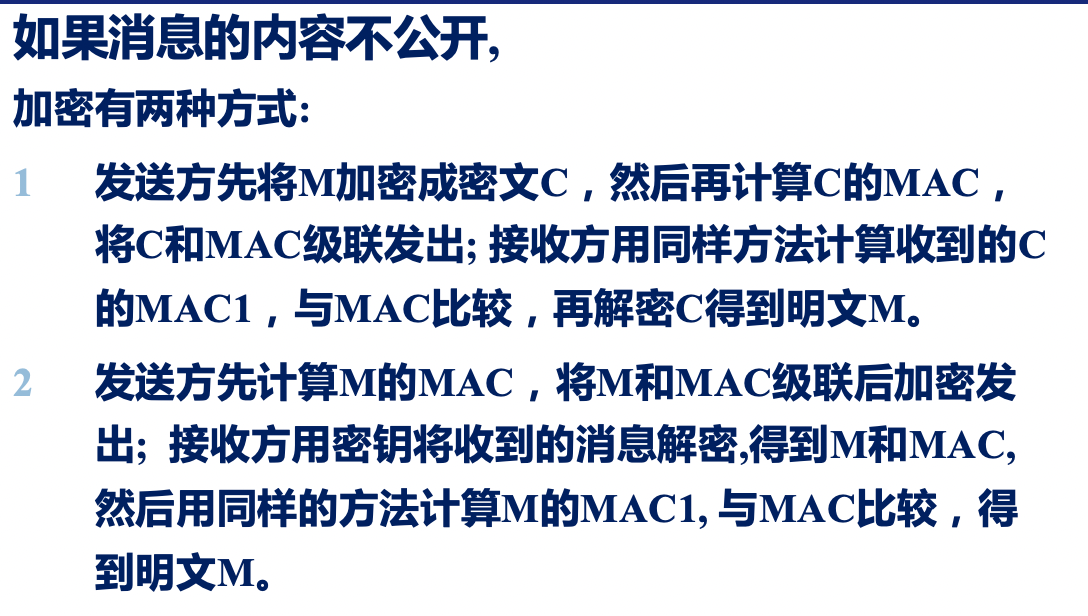 如果消息的内容不公开,
加密有两种方式:
1 发送方先将M加密成密文C，然后再计算C的MAC，
将C和MAC级联发出; 接收方用同样方法计算收到的C
的MAC1，与MAC比较，再解密C得到明文M。
2 发送方先计算M的MAC，将M和MAC级联后加密发
出; 接收方用密钥将收到的消息解密,得到M和MAC,
然后用同样的方法计算M的MAC1, 与MAC比较，得
到明文M。